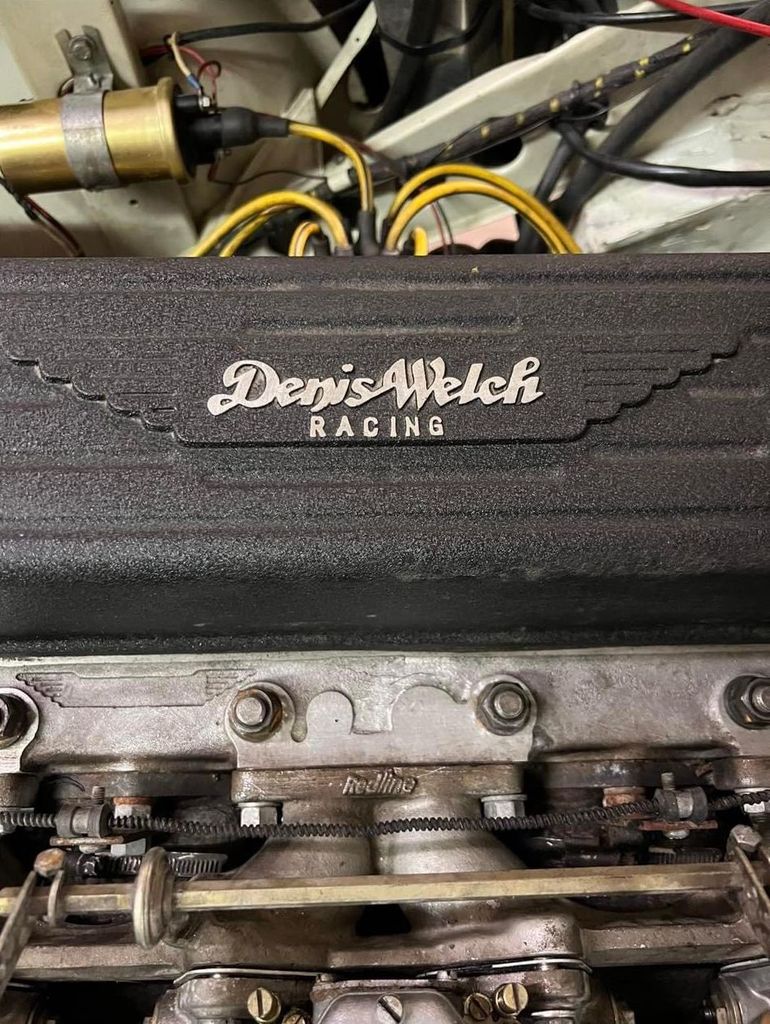 Denis Welch
RACING
Redline